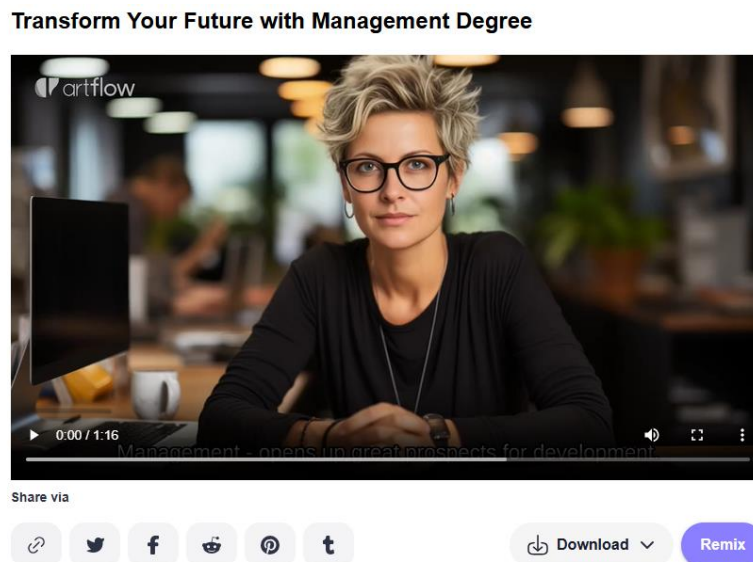 Transform Your Future with Management Degree
artflow
0:00 / 1:16
Management - opens up great prospects for development.
Share via
f
t
Download
Remix